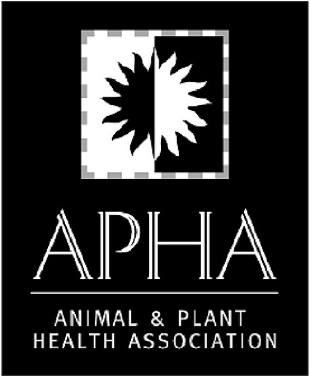 APHA
ANIMAL & PLANT
HEALTH ASSOCIATION